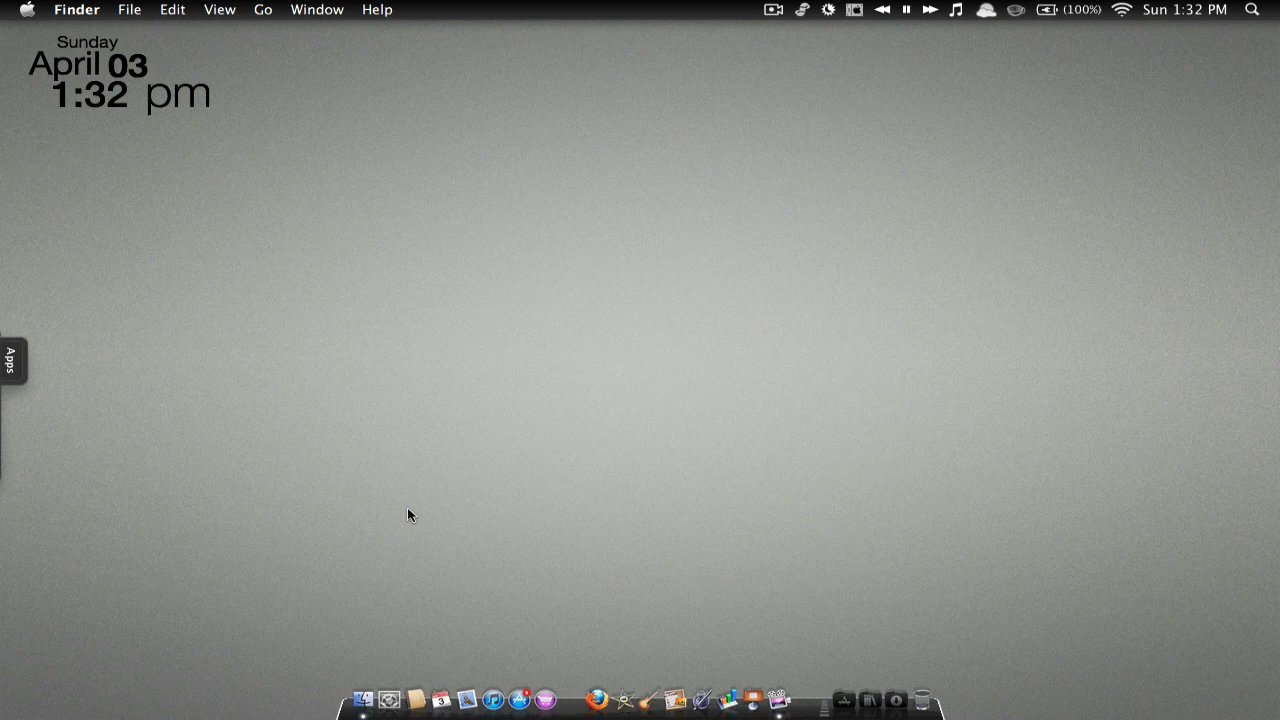 Finder File Edit View Go Window Help (100%) Sun 1:32 PM
Sunday
April 03
1:32 pm
Apps
3